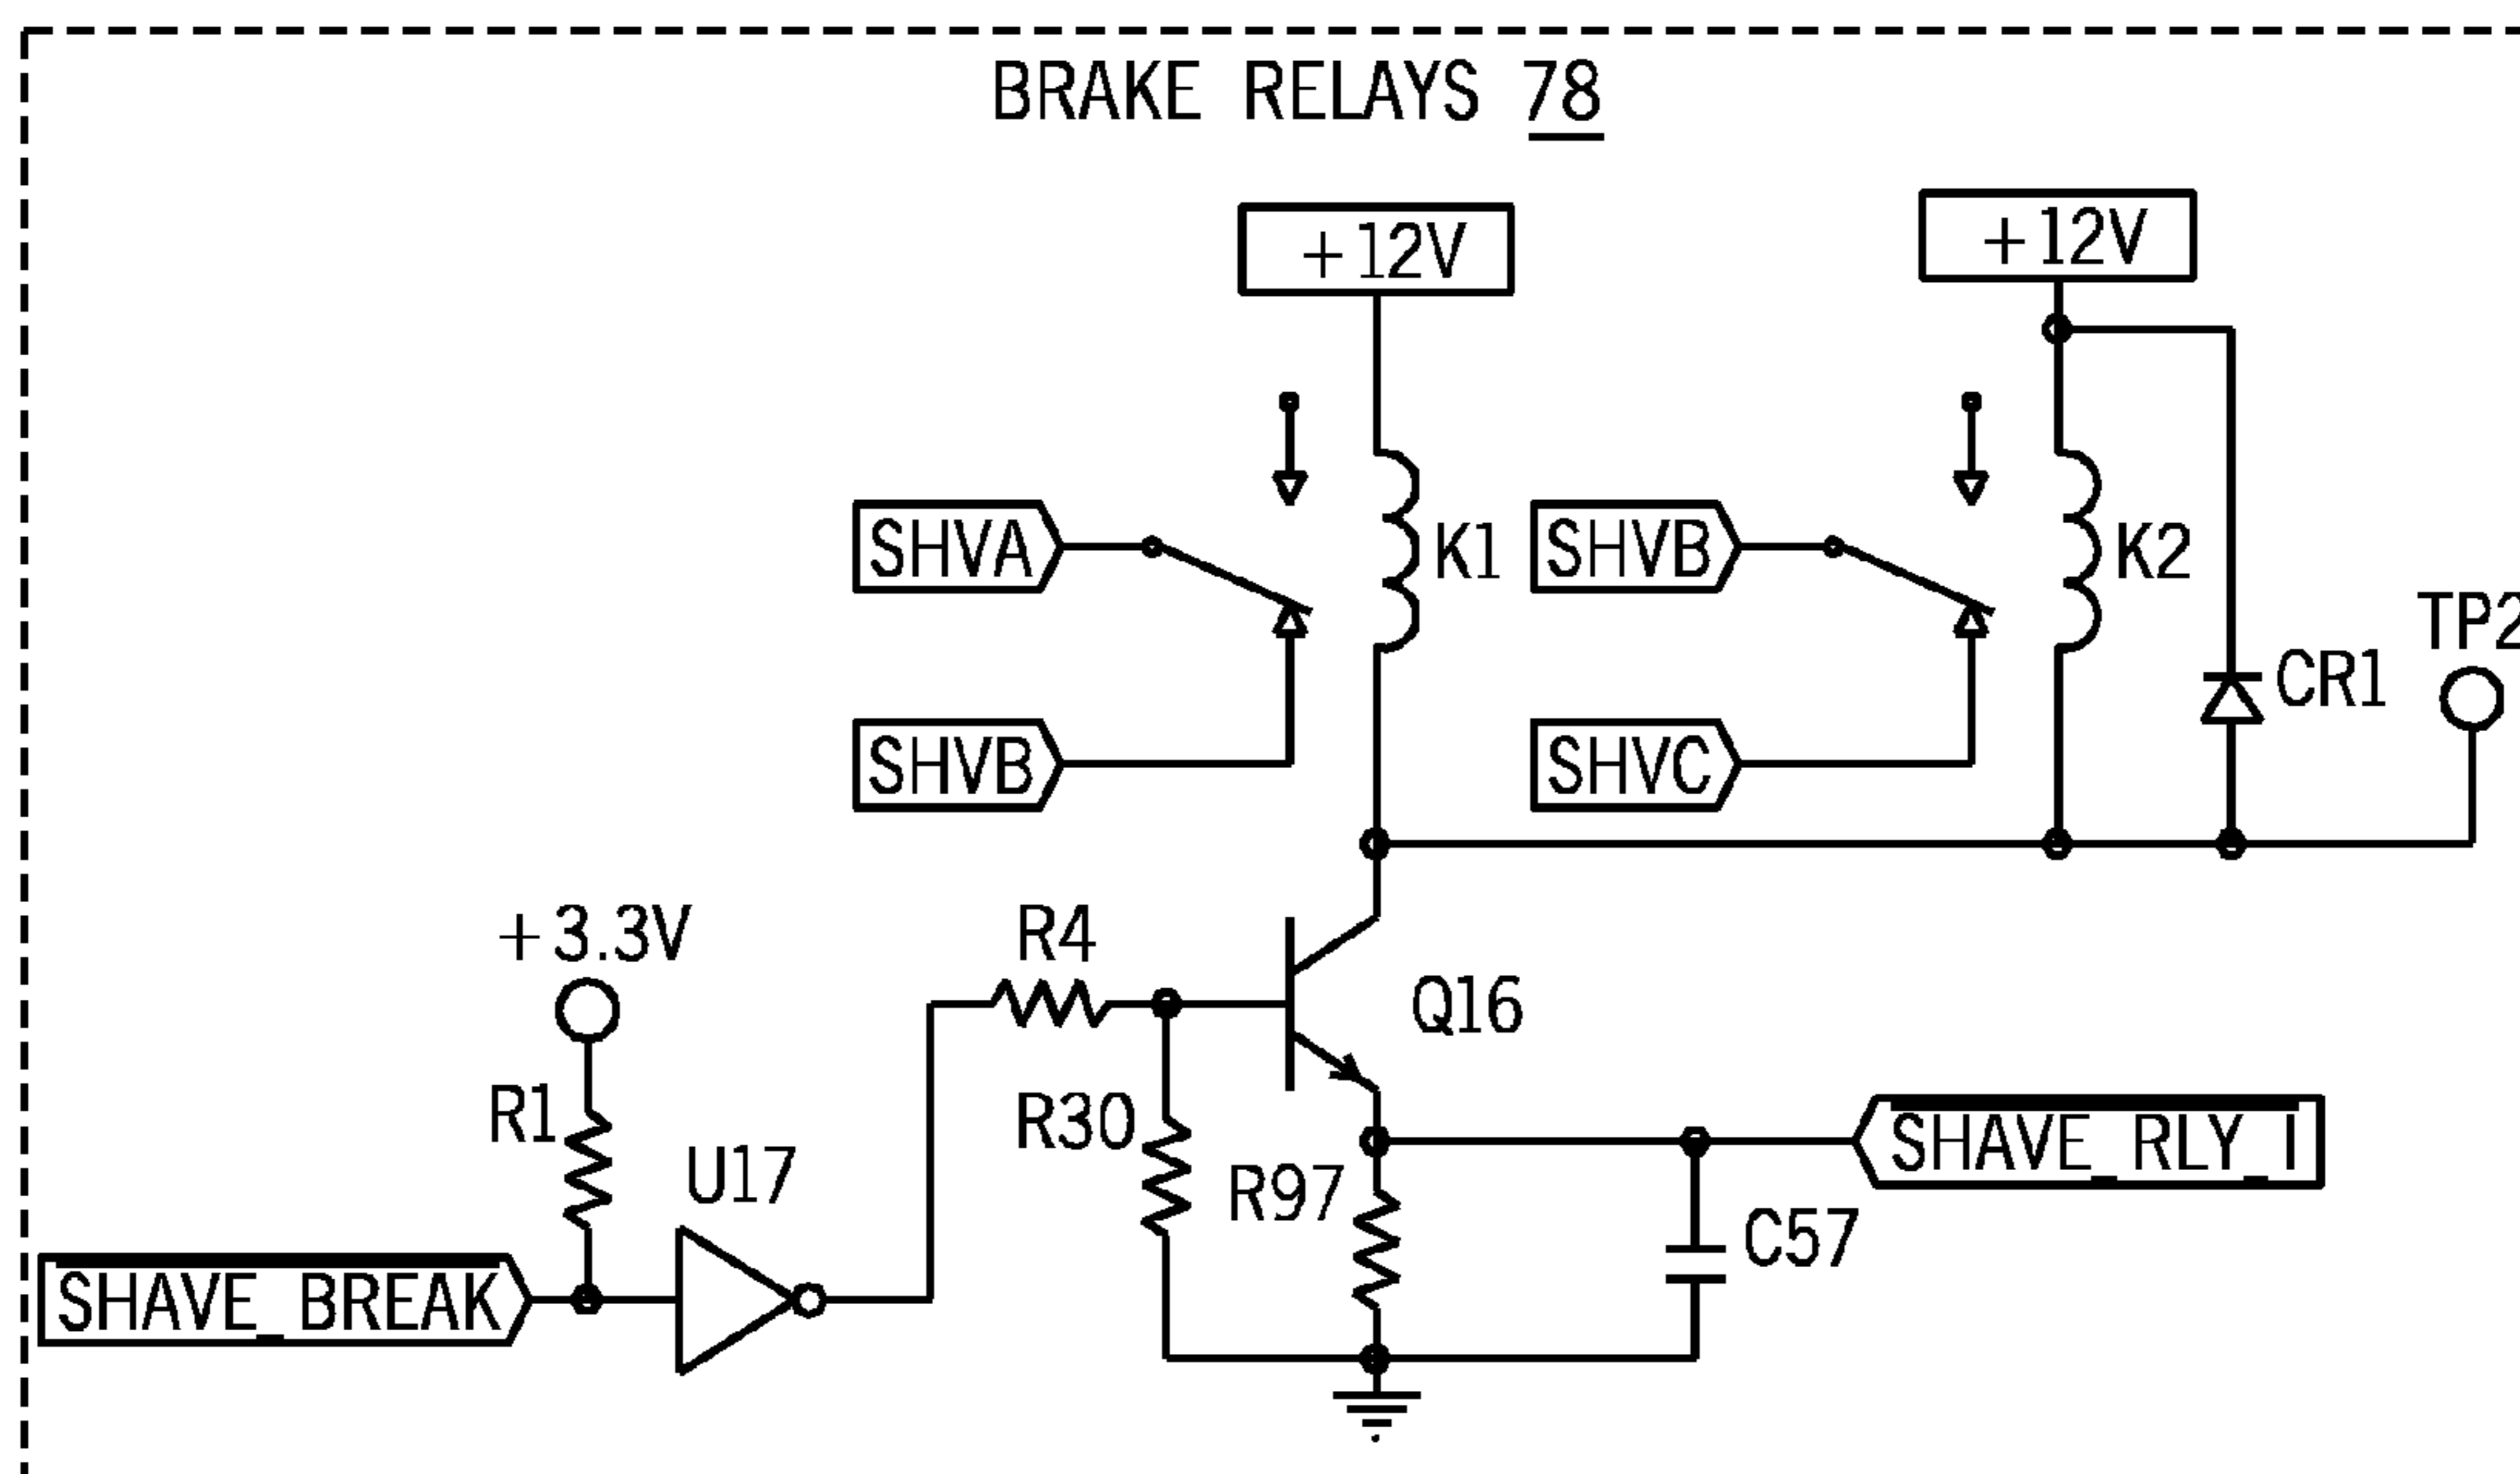 BRAKE RELAYS 78
+12V
+12V
SHVA
K1
SHVB
K2
TP2
CR1
SHVB
SHVC
+3.3V
R4
Q16
R1
R30
SHAVE_RLY_I
U17
R97
C57
SHAVE_BREAK